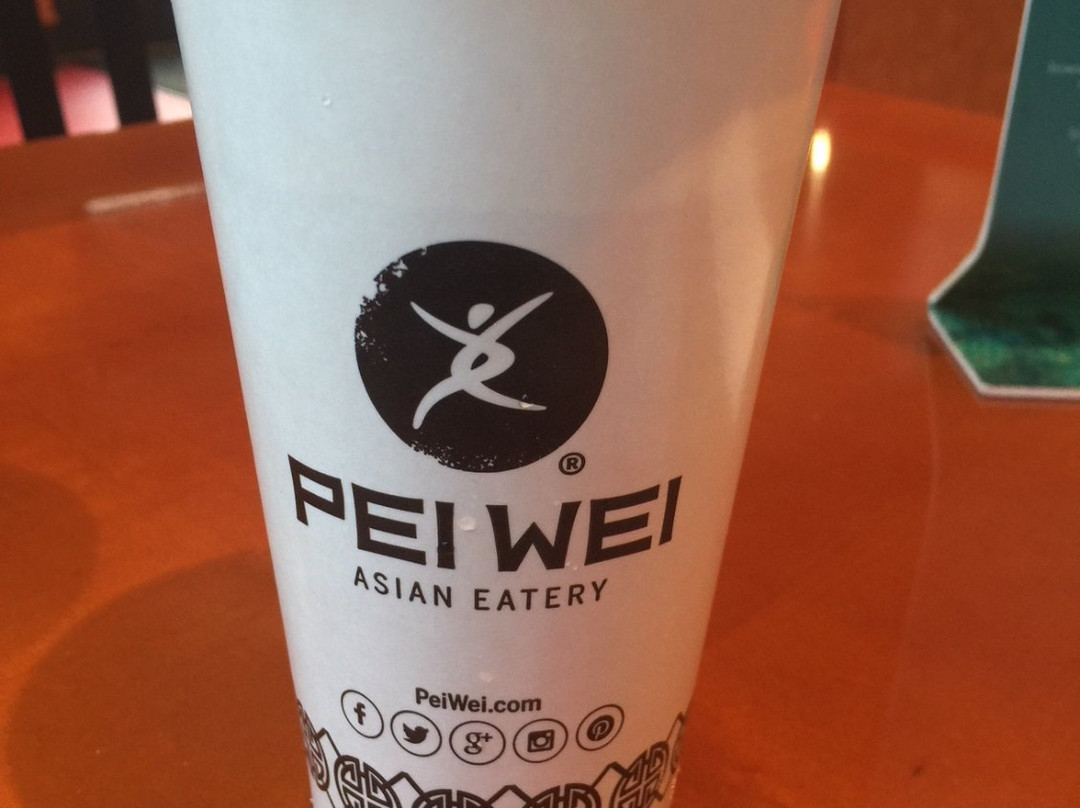 ®
PEI WEI
ASIAN EATERY
PeiWei.com
f g+ p